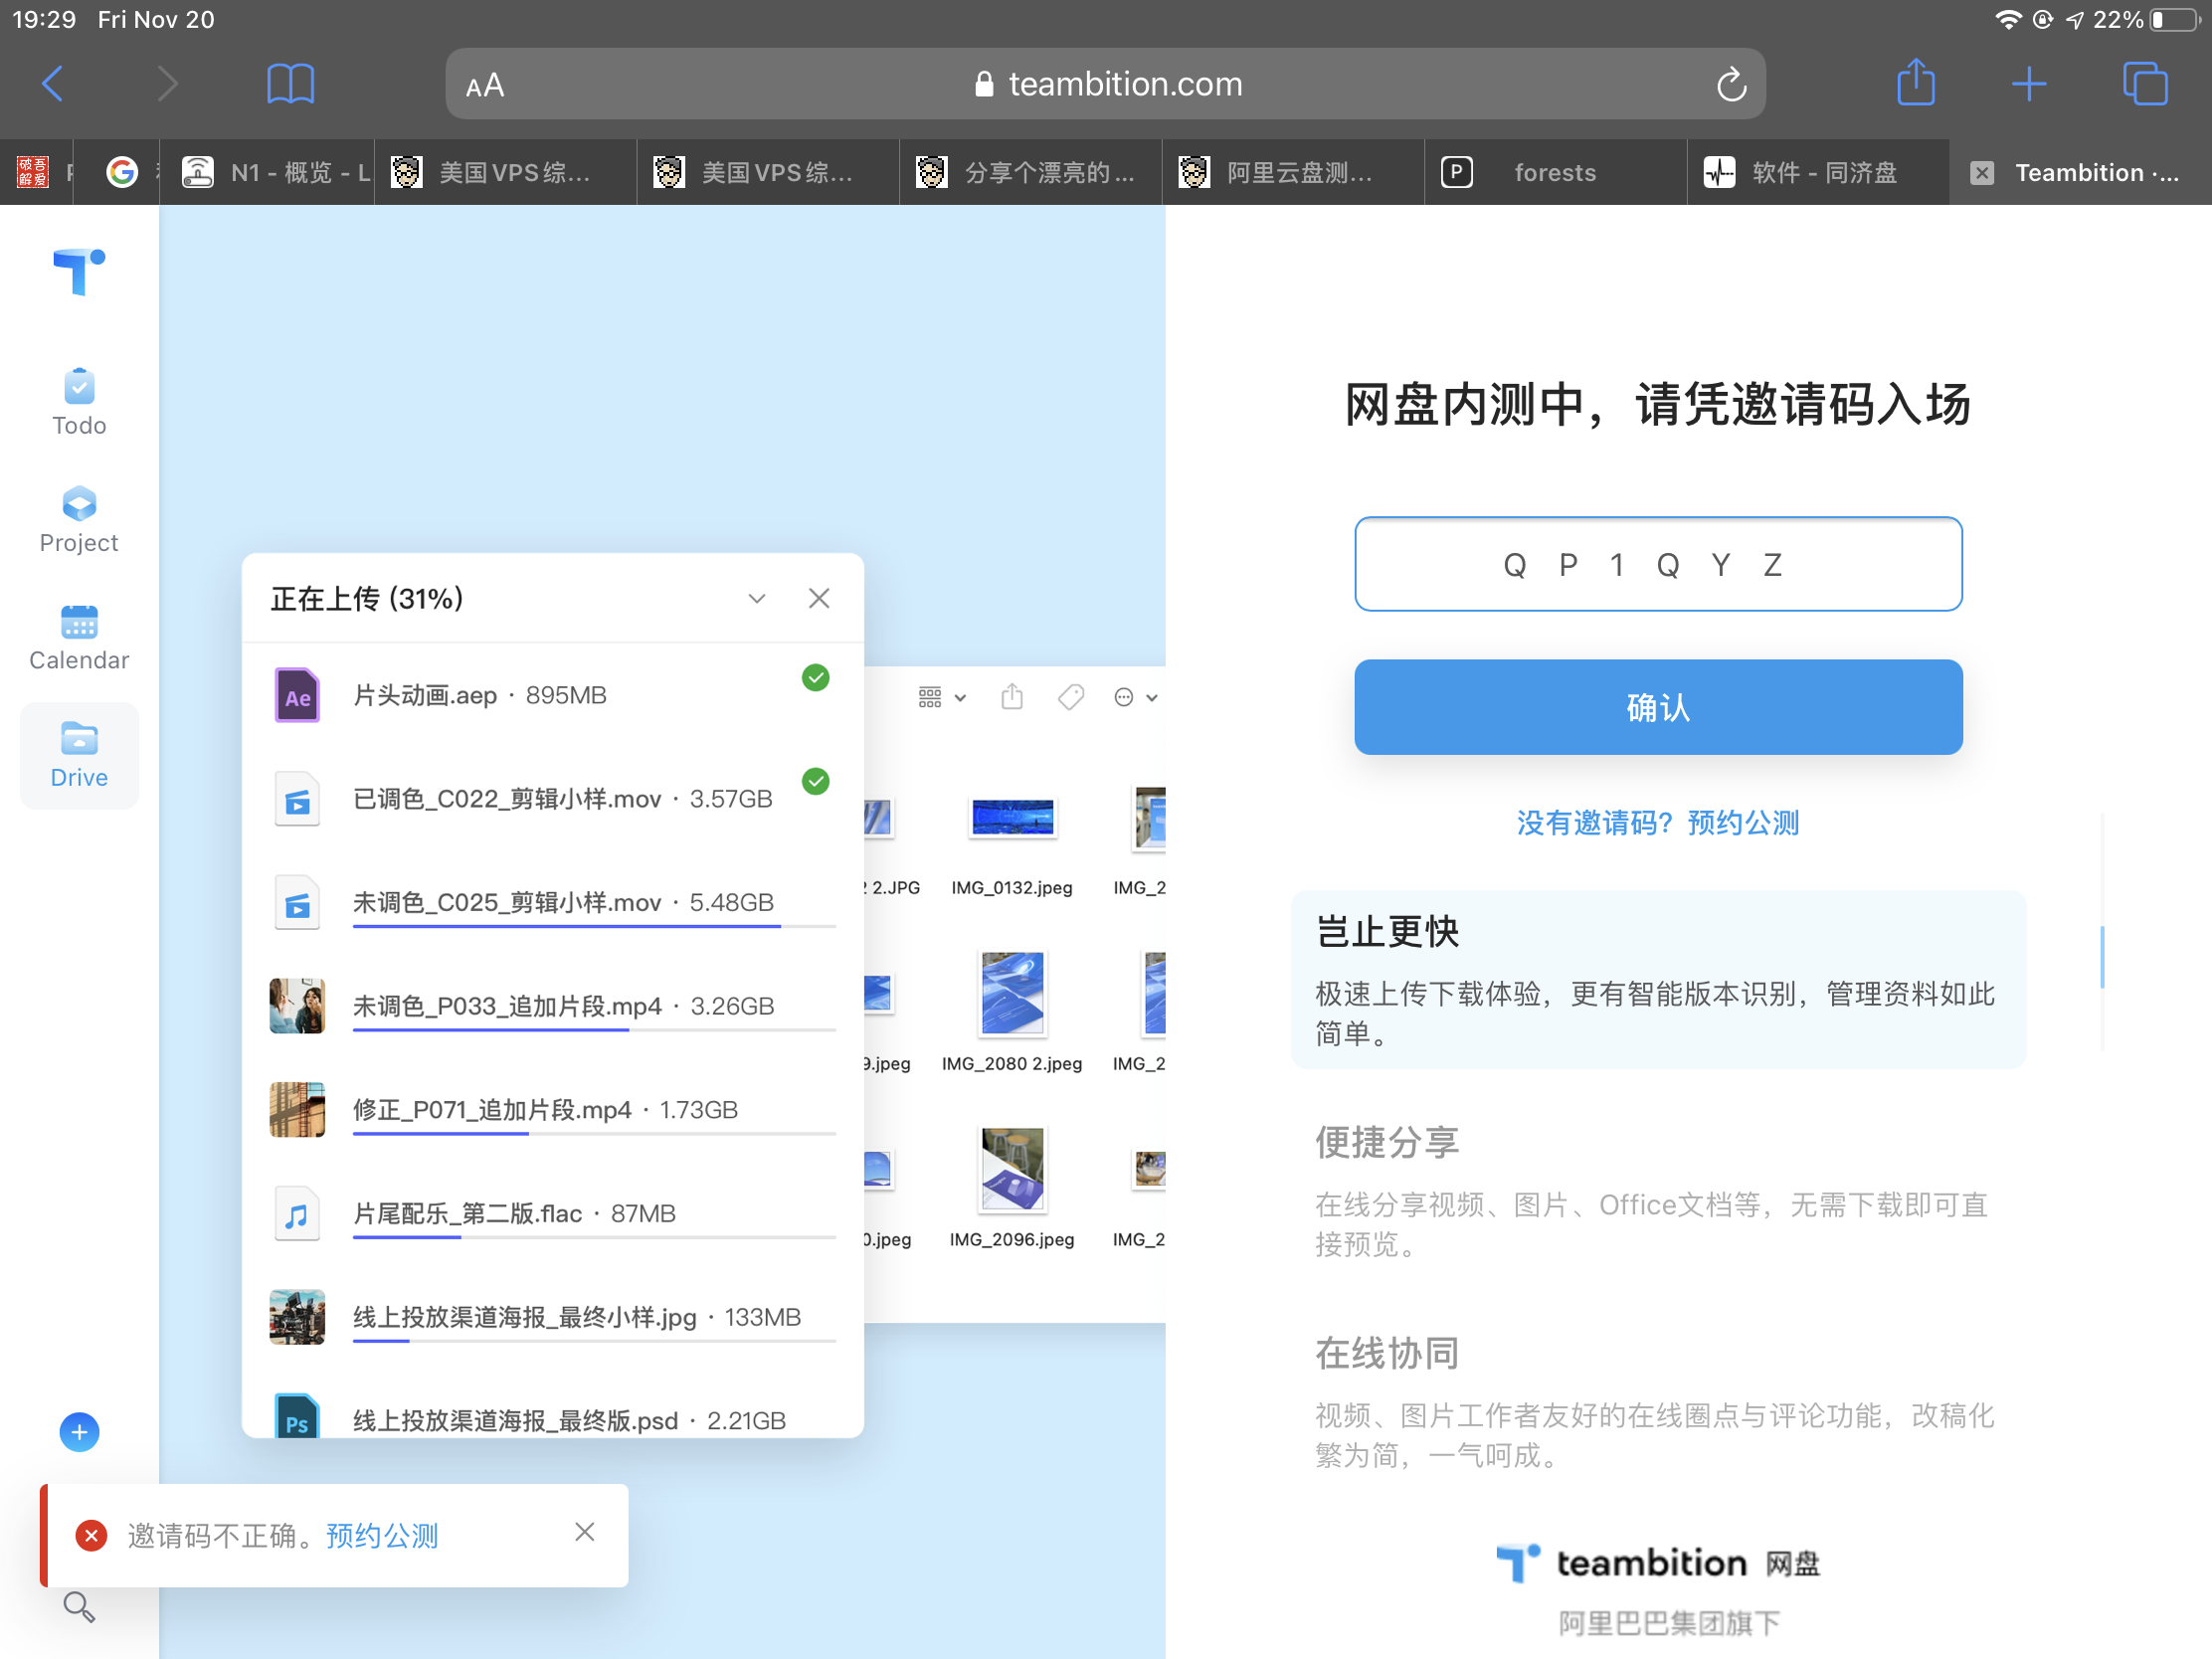 19:29 Fri Nov 20
22%
AA
teambition.com
破吾
解爱
N1 - 概览 - L
美国VPS综...
美国VPS综...
分享个漂亮的...
阿里云盘测...
P
forests
软件 - 同济盘
Teambition ·...
Todo
Project
Calendar
Drive
正在上传 (31%)
Ae
片头动画.aep · 895MB
已调色_C022_剪辑小样.mov · 3.57GB
未调色_C025_剪辑小样.mov · 5.48GB
未调色_P033_追加片段.mp4 · 3.26GB
修正_P071_追加片段.mp4 · 1.73GB
片尾配乐_第二版.flac · 87MB
线上投放渠道海报_最终小样.jpg · 133MB
Ps
线上投放渠道海报_最终版.psd · 2.21GB
2.JPG
IMG_0132.jpeg
IMG_2
9.jpeg
IMG_2080 2.jpeg
IMG_2
0.jpeg
IMG_2096.jpeg
IMG_2
邀请码不正确。预约公测
网盘内测中，请凭邀请码入场
Q P 1 Q Y Z
确认
没有邀请码？预约公测
岂止更快
极速上传下载体验，更有智能版本识别，管理资料如此
简单。
便捷分享
在线分享视频、图片、Office文档等，无需下载即可直
接预览。
在线协同
视频、图片工作者友好的在线圈点与评论功能，改稿化
繁为简，一气呵成。
teambition 网盘
阿里巴巴集团旗下